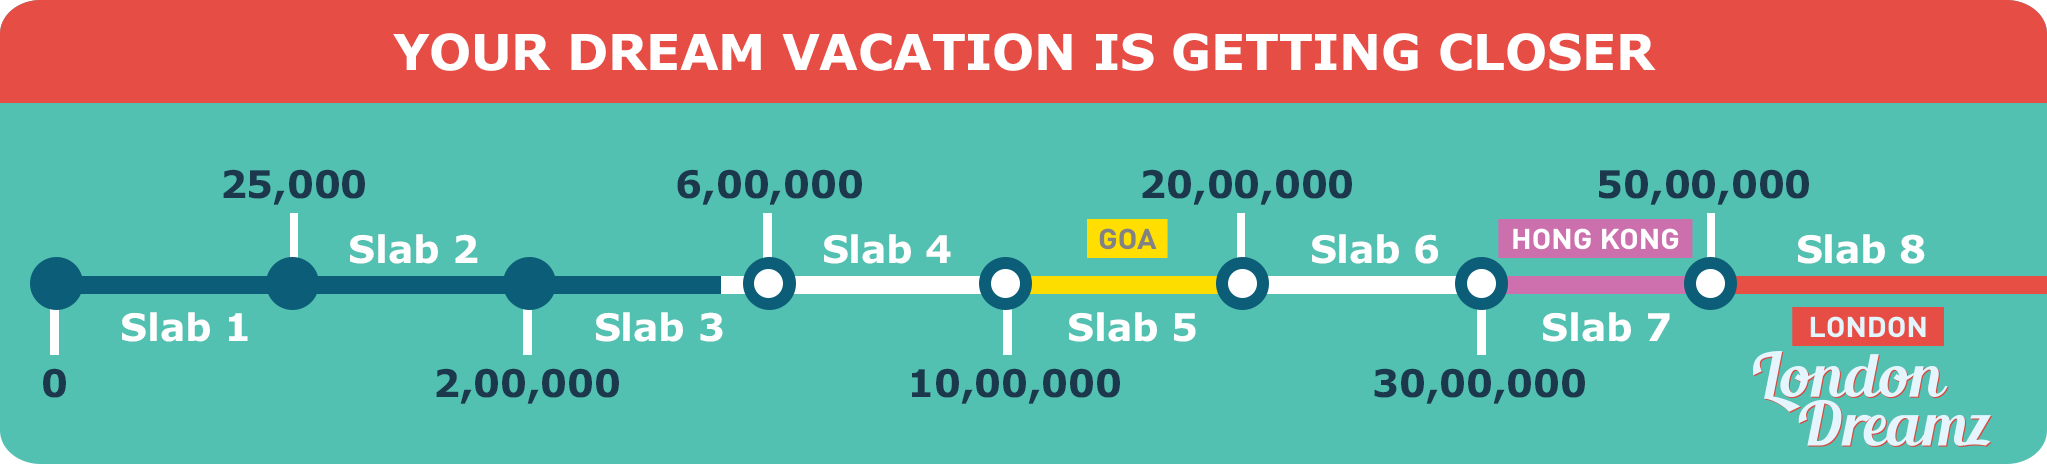 YOUR DREAM VACATION IS GETTING CLOSER
25,000
6,00,000
20,00,000
50,00,000
GOA
HONG KONG
Slab 2
Slab 4
Slab 6
Slab 8
Slab 1
Slab 3
Slab 5
Slab 7
LONDON
0
2,00,000
10,00,000
30,00,000
London
Dreamz